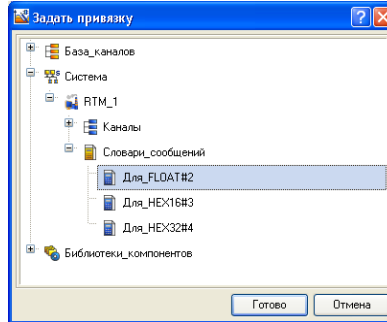 Задать привязку
База_каналов
Система
RTM_1
Каналы
Словари_сообщений
Для_FLOAT#2
Для_HEX16#3
Для_HEX32#4
Библиотеки_компонентов
Готово
Отмена